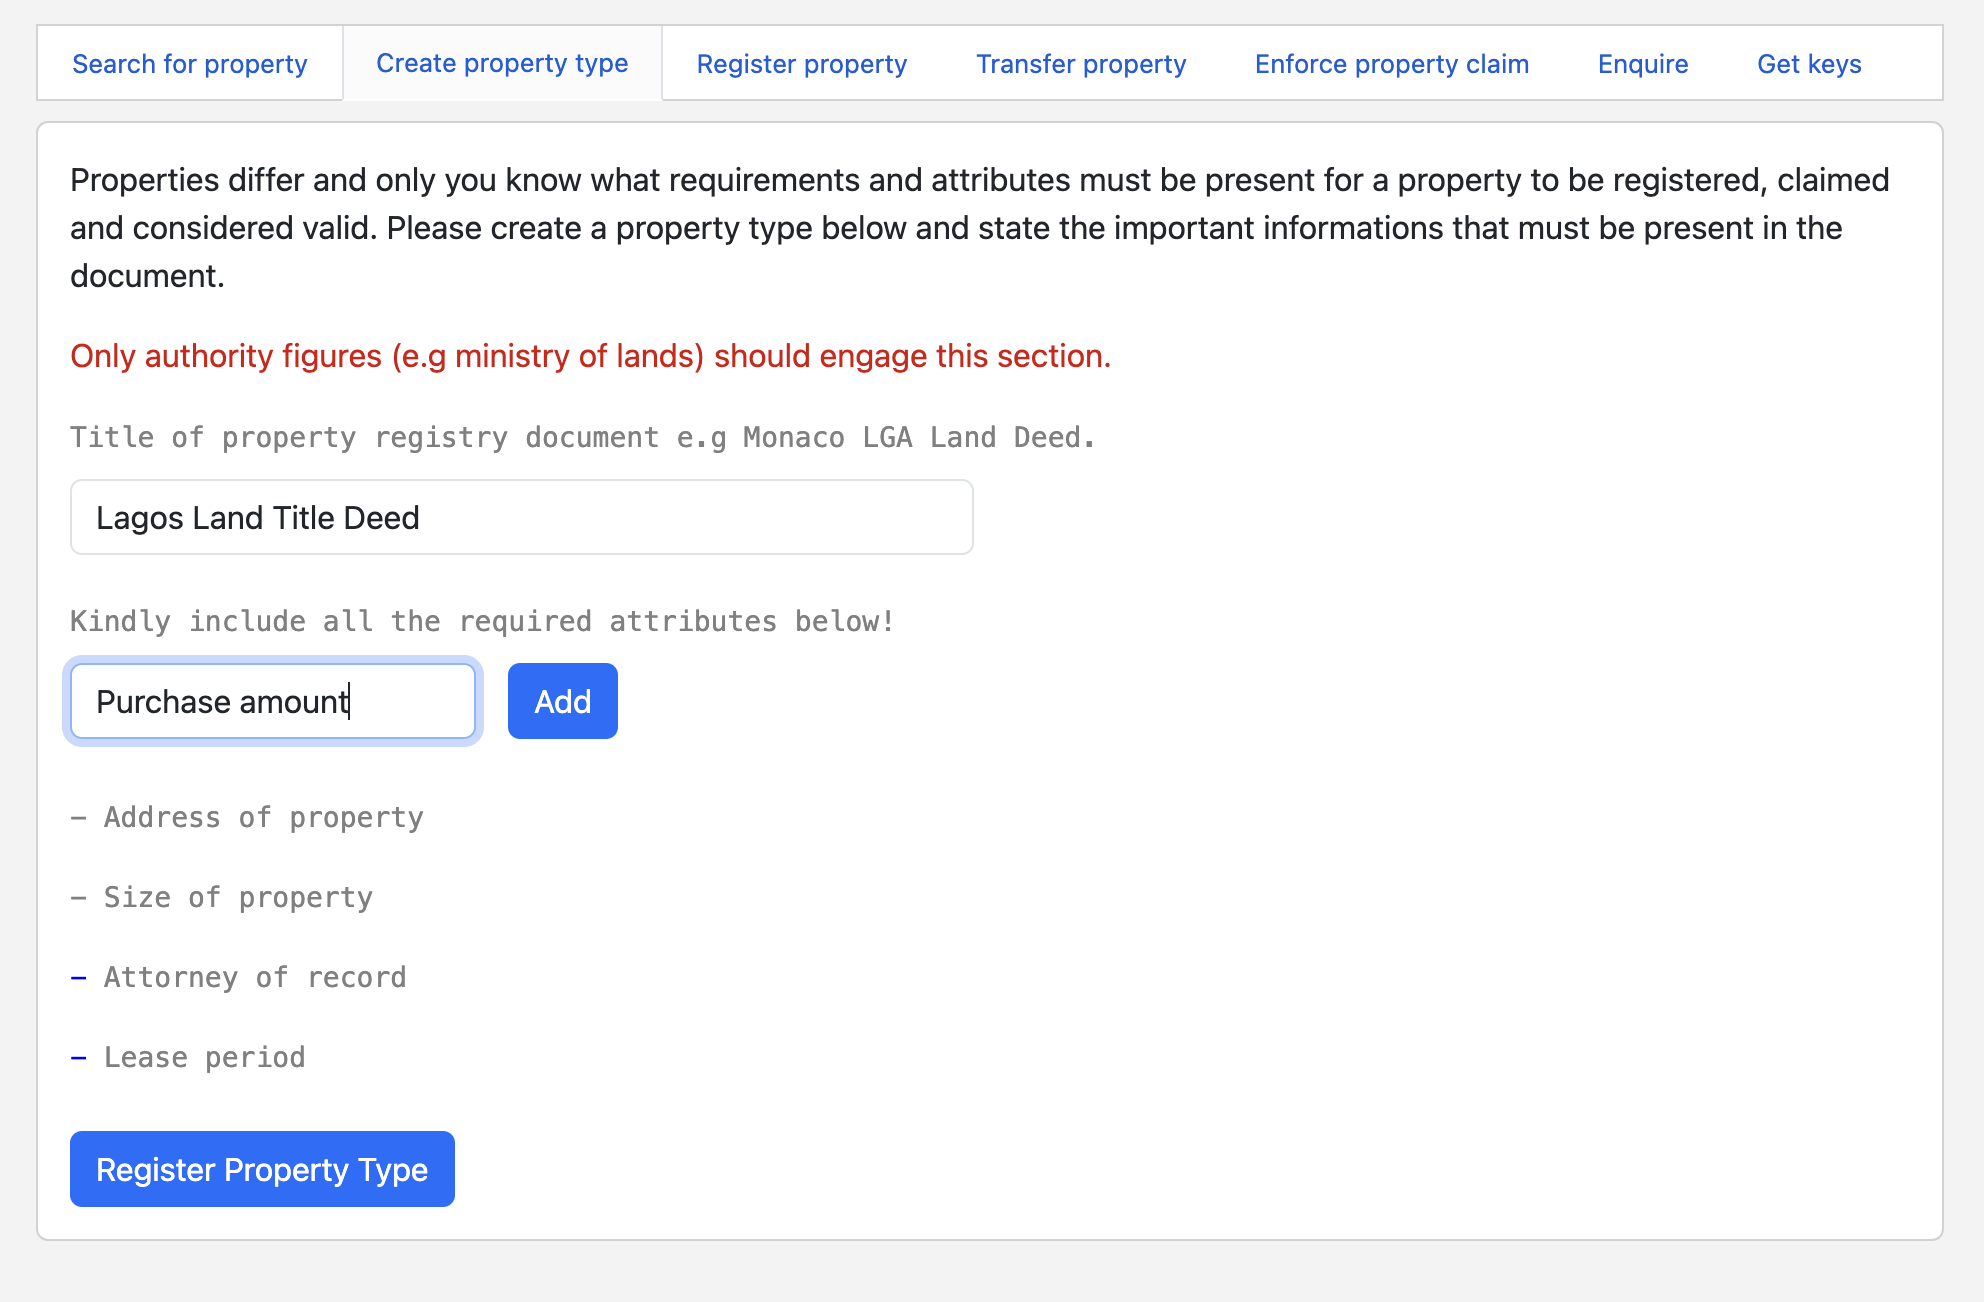 Search for property Create property type Register property Transfer property Enforce property claim Enquire Get keys
Properties differ and only you know what requirements and attributes must be present for a property to be registered, claimed
and considered valid. Please create a property type below and state the important informations that must be present in the
document.
Only authority figures (e.g ministry of lands) should engage this section.
Title of property registry document e.g Monaco LGA Land Deed.
Lagos Land Title Deed
Kindly include all the required attributes below!
Purchase amount Add
– Address of property
– Size of property
– Attorney of record
– Lease period
Register Property Type